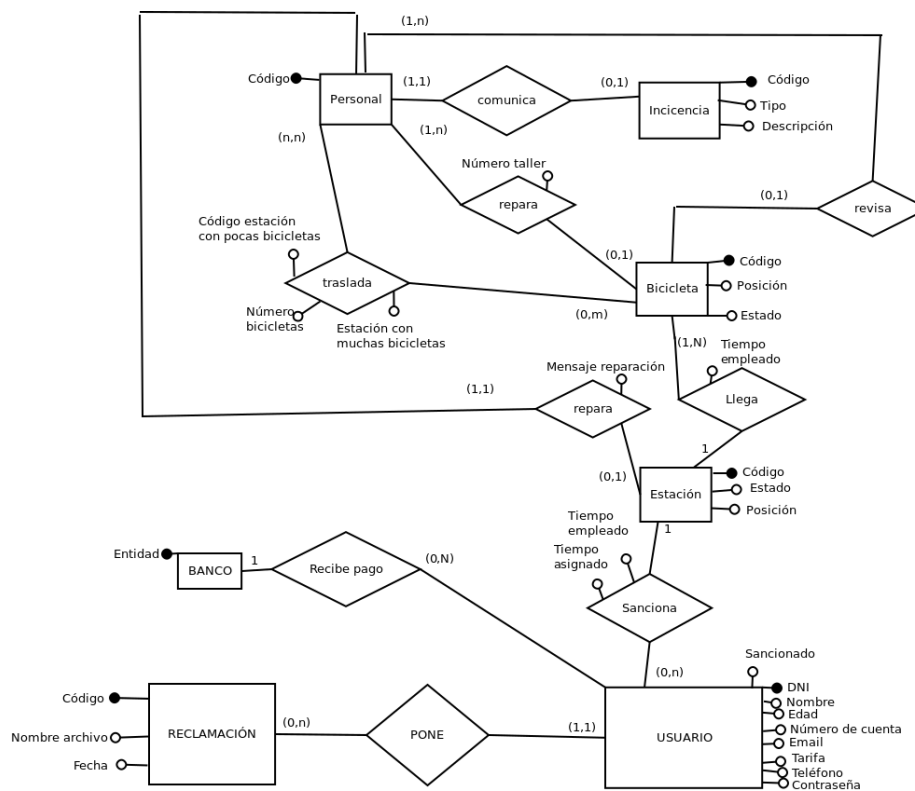 (1,n)
Código
Personal
(1,1)
comunica
(0,1)
Incicencia
Código
Tipo
Descripción
(n,n)
(1,n)
Número taller
repara
(0,1)
revisa
Código estación
con pocas bicicletas
traslada
(0,1)
Bicicleta
Código
Posición
Estado
Número
bicicletas
Estación con
muchas bicicletas
(0,m)
(1,N)
Tiempo
empleado
Mensaje reparación
(1,1)
repara
Llega
1
(0,1)
Estación
Código
Estado
Posición
Tiempo
empleado
1
Tiempo
asignado
Entidad
BANCO
1
Recibe pago
(0,N)
Sanciona
Sancionado
(0,n)
Código
Nombre archivo
Fecha
RECLAMACIÓN
(0,n)
PONE
(1,1)
USUARIO
DNI
Nombre
Edad
Número de cuenta
Email
Tarifa
Teléfono
Contraseña